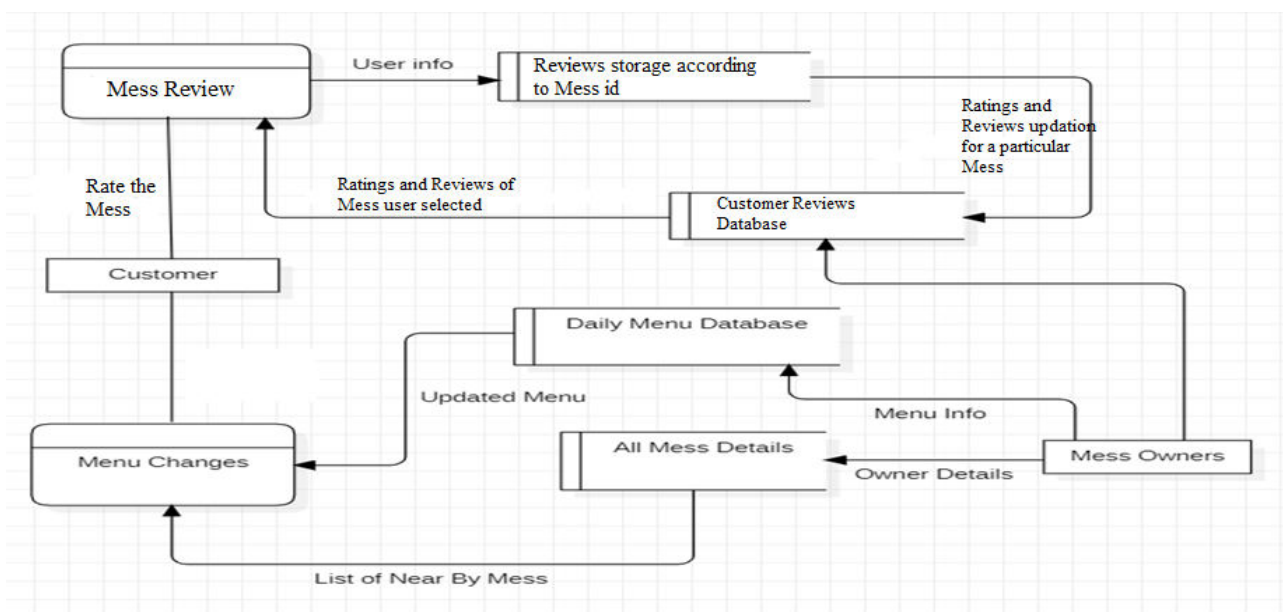 User info
Mess Review
Reviews storage according
to Mess id
Ratings and
Reviews updation
for a particular
Mess
Rate the
Mess
Ratings and Reviews of
Mess user selected
Customer Reviews
Database
Customer
Daily Menu Database
Updated Menu
Menu Info
Menu Changes
All Mess Details
Mess Owners
Owner Details
List of Near By Mess